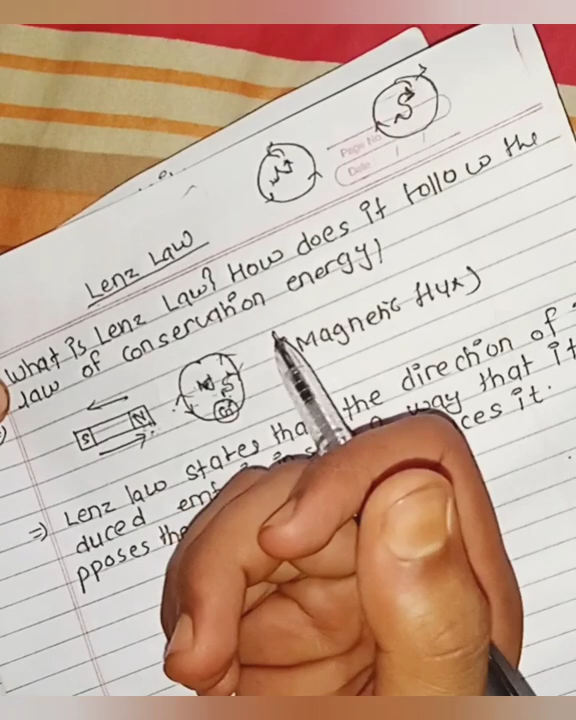 N
S
Page No
Date / /
Lenz Law
What is Lenz Law? How does it follow the
law of conservation energy?
(Magnetic flux)
S N
N S
=) Lenz law states tha the direction of
duced emf way that it
pposes the ces it.